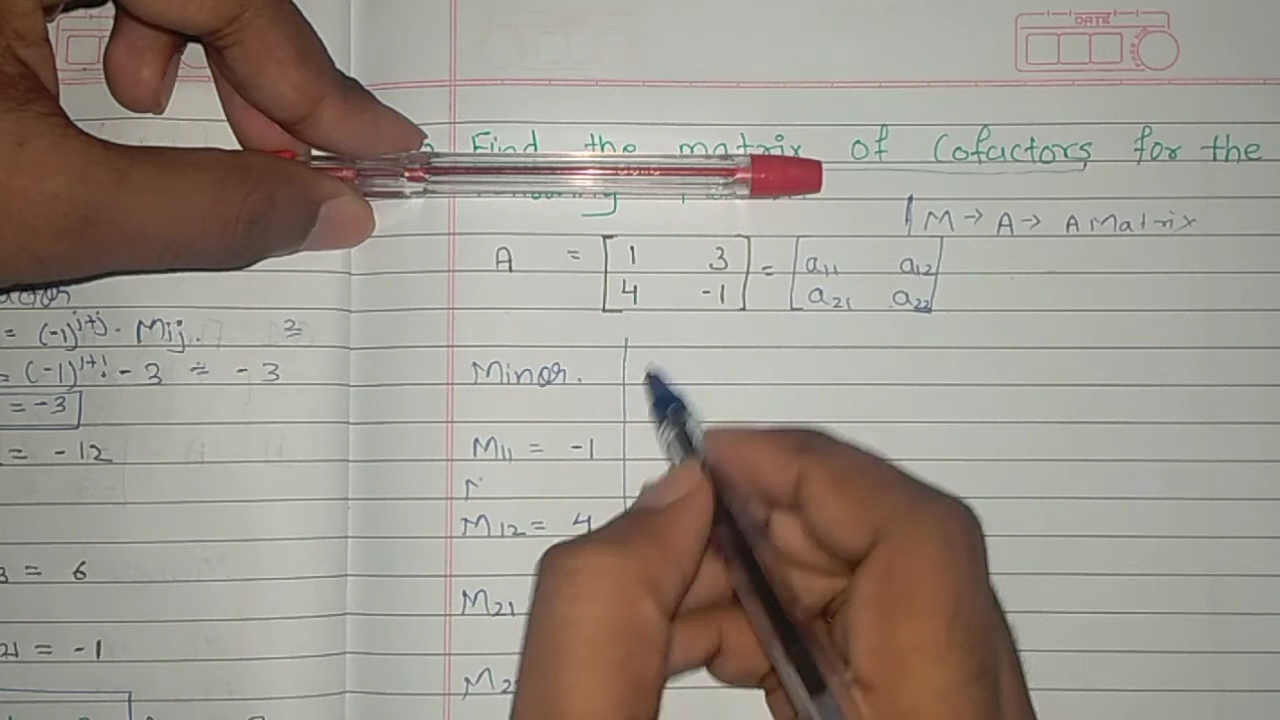 DATE
Find the matrix of Cofactors for the
M → A → A Matrix
A = [1 3 4 -1] = [a11 a12 a21 a22]
= (-1)^i+j . Mij. =
= (-1)^1+1 . 3 = -3
= -3
= -12
3 = 6
21 = -1
Minor.
M11 = -1
M12 = 4
M21